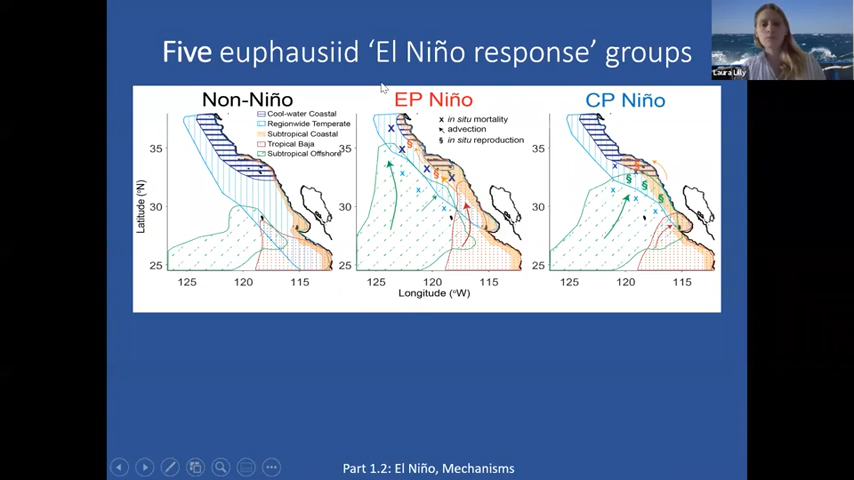 Five euphausiid ‘El Niño response’ groups
Laura Lilly
Non-Niño
EP Niño
CP Niño
Cool-water Coastal
Regionwide Temperate
Subtropical Coastal
Tropical Baja
Subtropical Offshore
x in situ mortality
advection
§ in situ reproduction
Latitude (°N)
35
30
25
35
30
25
35
30
25
125 120 115
125 120 115
125 120 115
Longitude (°W)
Part 1.2: El Niño, Mechanisms